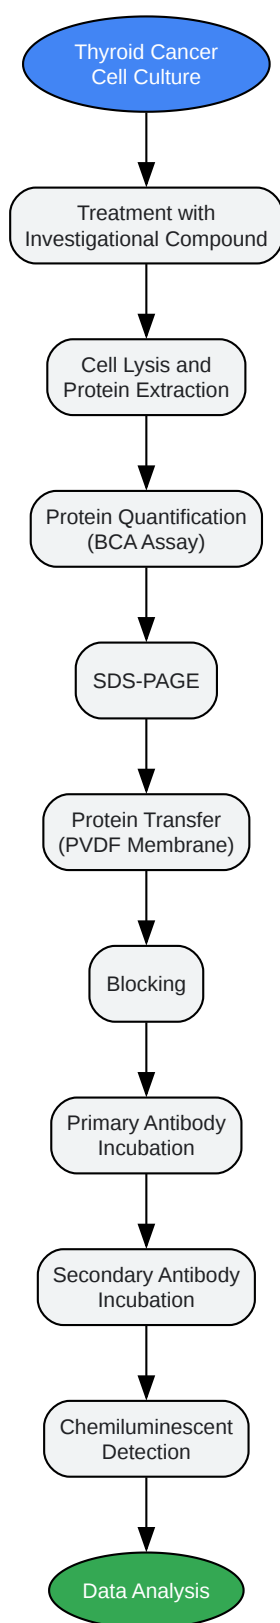 Thyroid Cancer
Cell Culture
Treatment with
Investigational Compound
Cell Lysis and
Protein Extraction
Protein Quantification
(BCA Assay)
SDS-PAGE
Protein Transfer
(PVDF Membrane)
Blocking
Primary Antibody
Incubation
Secondary Antibody
Incubation
Chemiluminescent
Detection
Data Analysis